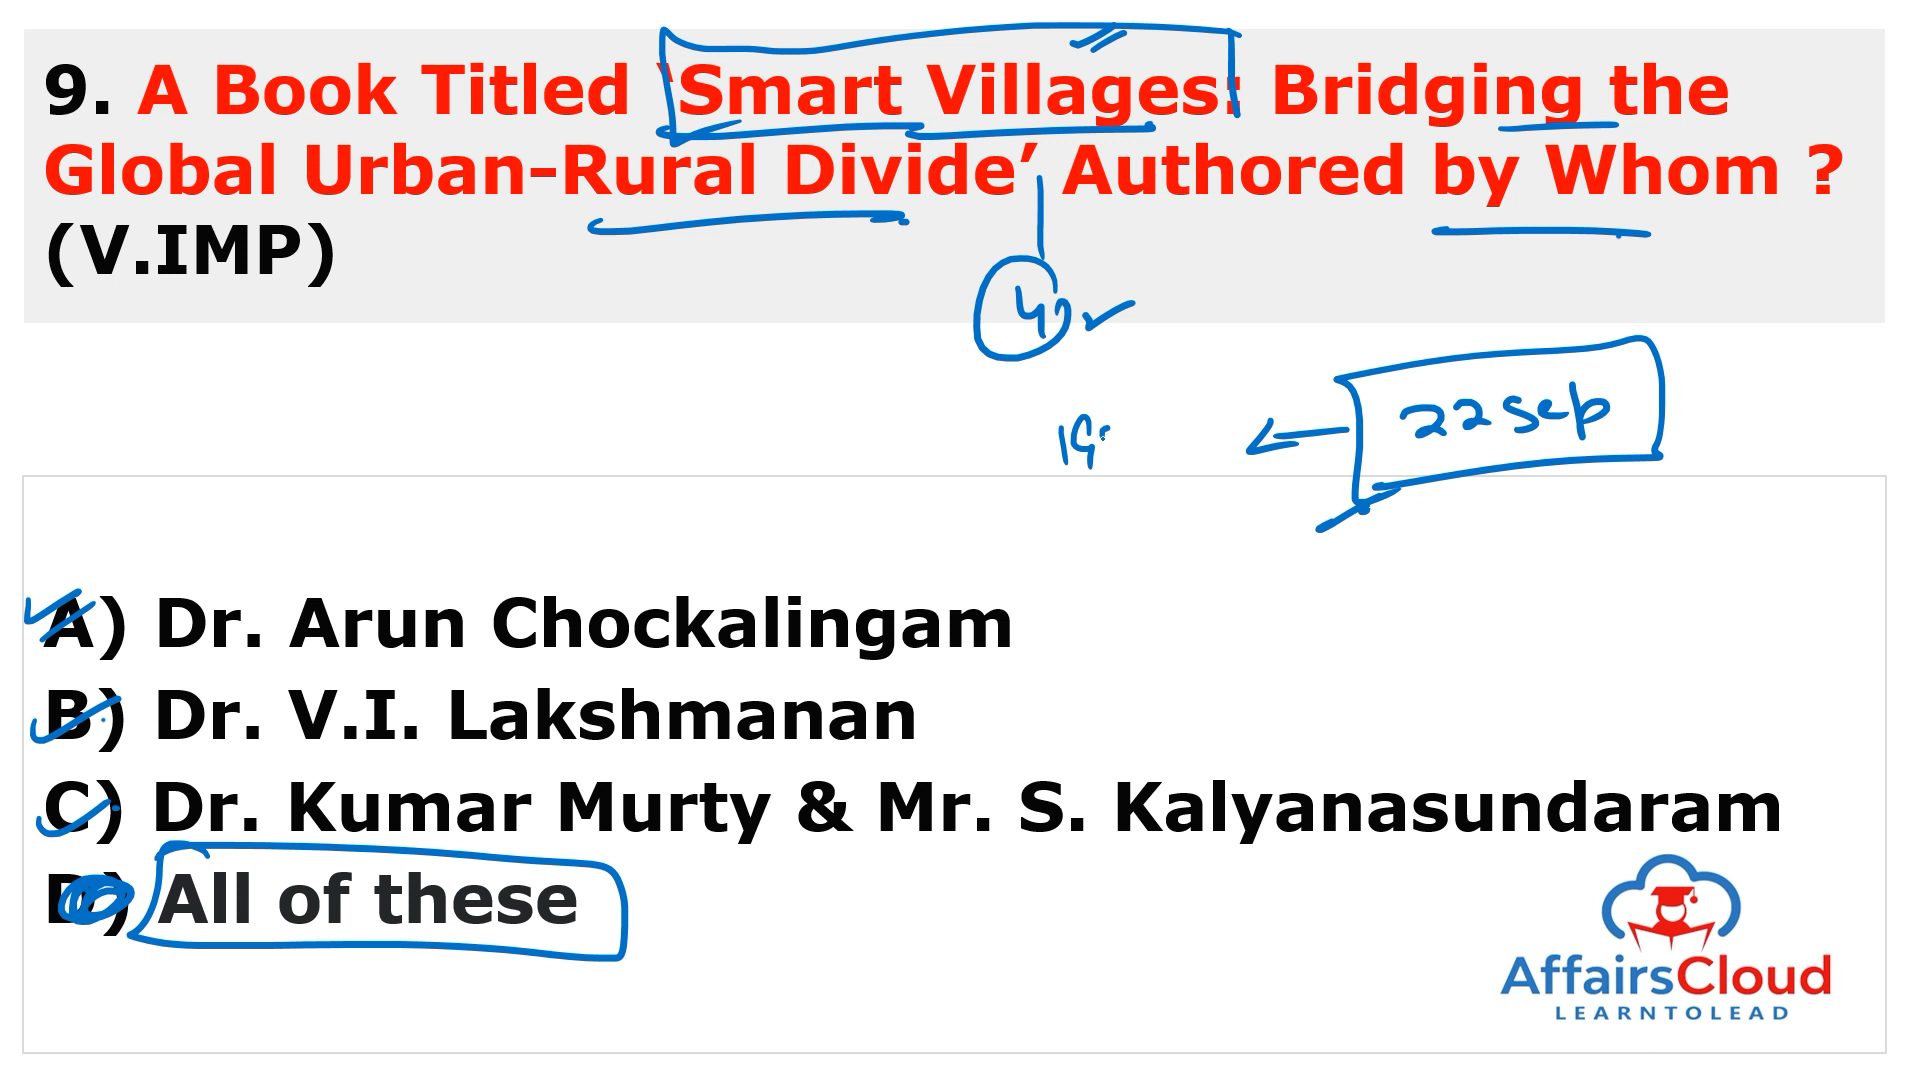 9. A Book Titled ‘Smart Villages: Bridging the
Global Urban-Rural Divide’ Authored by Whom ?
(V.IMP)
22 Sep
A) Dr. Arun Chockalingam
B) Dr. V.I. Lakshmanan
C) Dr. Kumar Murty & Mr. S. Kalyanasundaram
D) All of these
AffairsCloud
LEARNTOLEAD